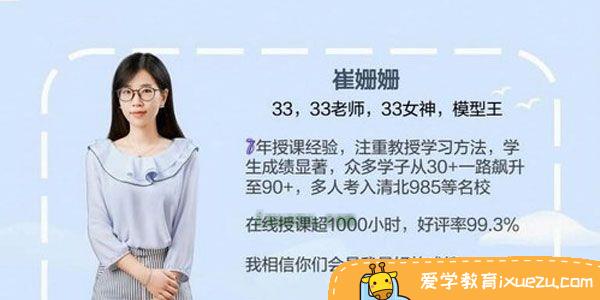 崔姗姗
33，33老师，33女神，模型王
7年授课经验，注重教授学习方法，学
生成绩显著，众多学子从30+一路飙升
至90+，多人考入清北985等名校
在线授课超1000小时，好评率99.3%
我相信你们会是
爱学教育ixuezu.com